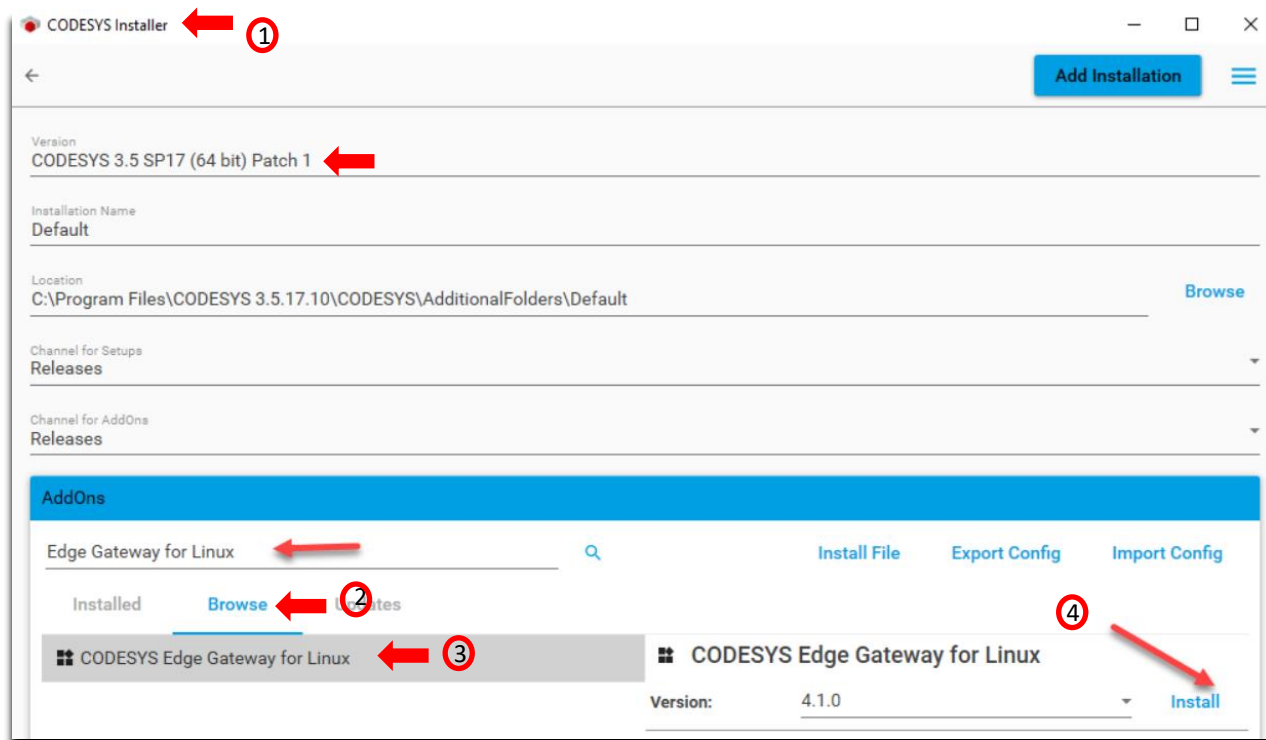 CODESYS Installer
1
Add Installation
Version
CODESYS 3.5 SP17 (64 bit) Patch 1
Installation Name
Default
Location
C:\Program Files\CODESYS 3.5.17.10\CODESYS\AdditionalFolders\Default
Browse
Channel for Setups
Releases
Channel for AddOns
Releases
AddOns
Edge Gateway for Linux
Install File Export Config Import Config
Installed Browse 2 Updates
4
CODESYS Edge Gateway for Linux 3
CODESYS Edge Gateway for Linux
Version: 4.1.0 Install